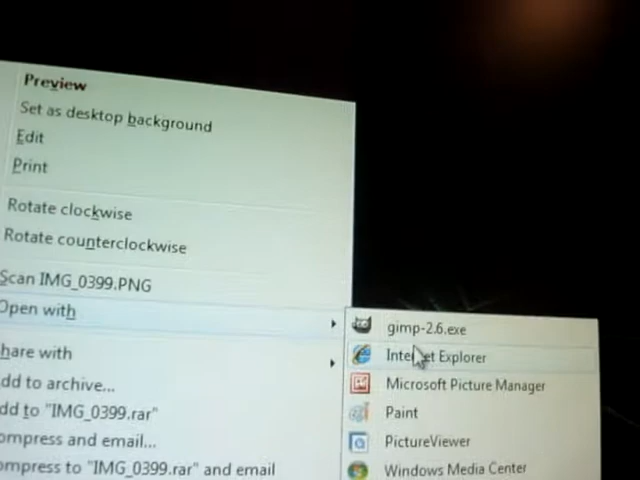 Preview
Set as desktop background
Edit
Print
Rotate clockwise
Rotate counterclockwise
Scan IMG_0399.PNG
Open with
hare with
dd to archive...
dd to "IMG_0399.rar"
ompress and email...
ompress to "IMG_0399.rar" and email
gimp-2.6.exe
Internet Explorer
Microsoft Picture Manager
Paint
PictureViewer
Windows Media Center